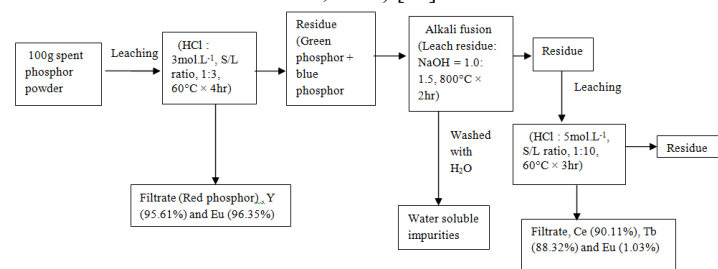 100g spent
phosphor
powder
Leaching
(HCl :
3mol.L-1,
S/L
ratio, 1:3,
60°C × 4hr)
Residue
(Green
phosphor +
blue
phosphor
Alkali fusion
(Leach residue:
NaOH = 1.0:
1.5, 800°C ×
2hr)
Residue
Leaching
(HCl : 5mol.L-1,
S/L ratio, 1:10,
60°C × 3hr)
Residue
Washed
with
H2O
Filtrate (Red phosphor)., Y
(95.61%) and Eu (96.35%)
Water soluble
impurities
Filtrate, Ce (90.11%), Tb
(88.32%) and Eu (1.03%)